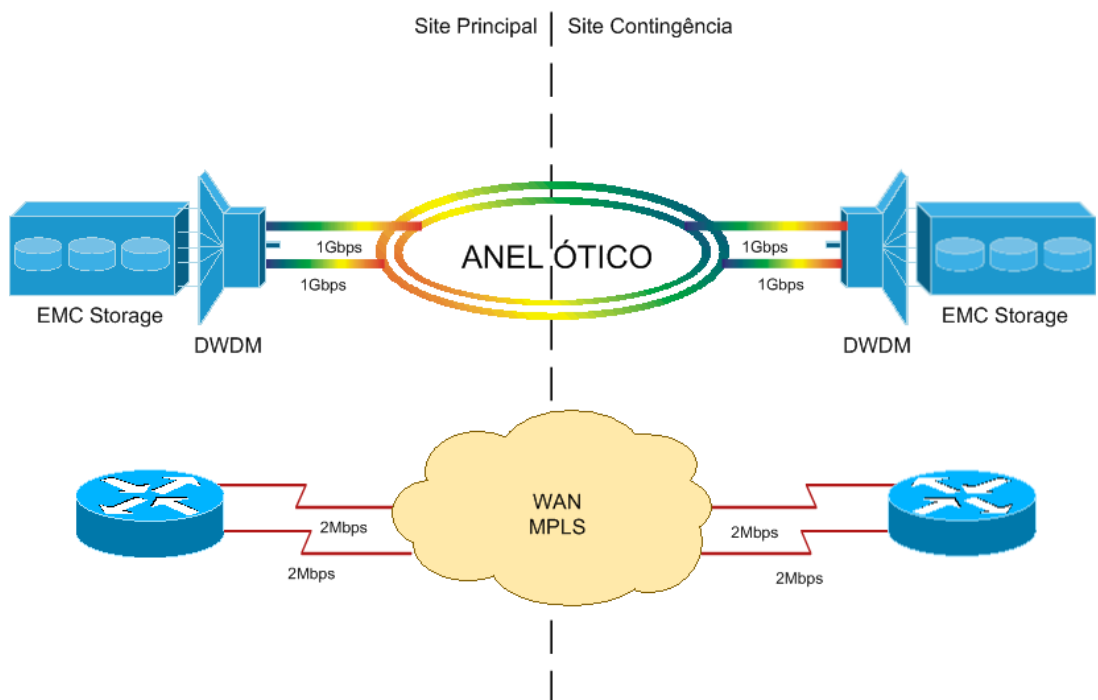 Site Principal
Site Contingência
1Gbps
1Gbps
ANEL ÓTICO
1Gbps
1Gbps
EMC Storage
DWDM
DWDM
EMC Storage
WAN
MPLS
2Mbps
2Mbps
2Mbps
2Mbps